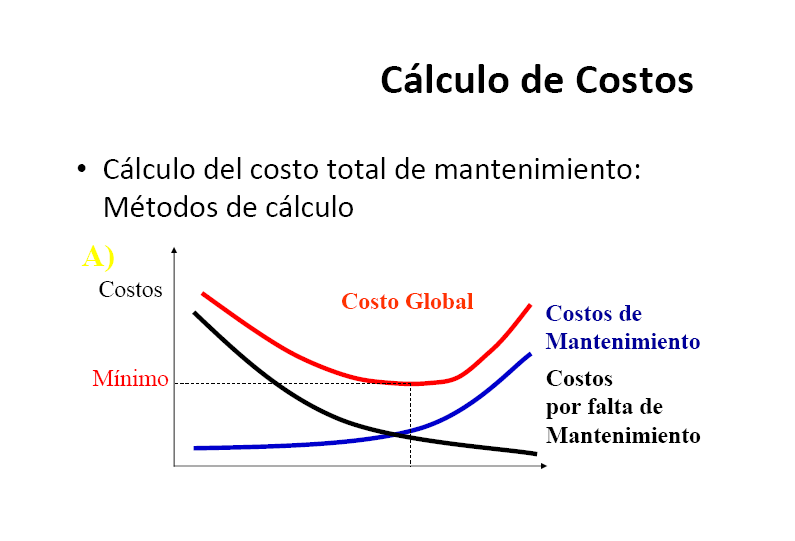 Cálculo de Costos
• Cálculo del costo total de mantenimiento:
Métodos de cálculo
A)
Costos
Costo Global
Costos de
Mantenimiento
Mínimo
Costos
por falta de
Mantenimiento